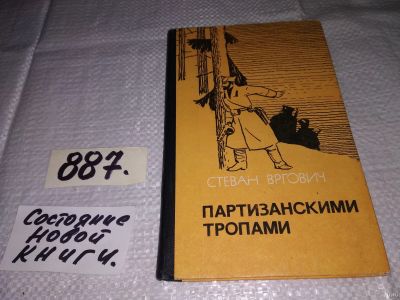 887.
Состояние
новой
книги.
СТЕВАН ВРГОВИЧ
ПАРТИЗАНСКИМИ
ТРОПАМИ